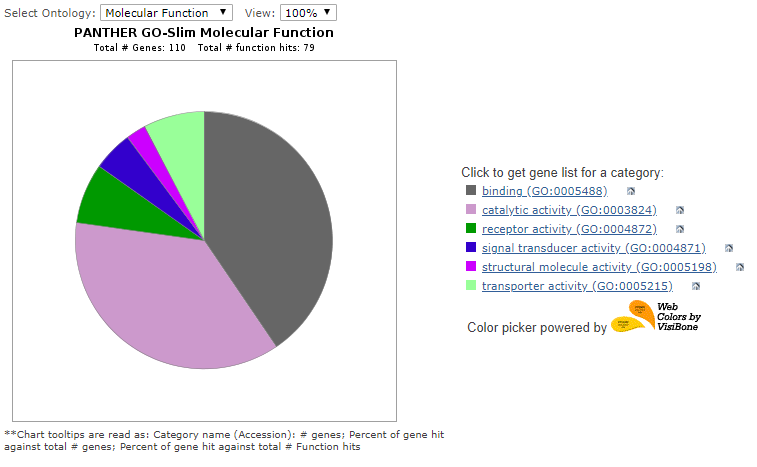 Select Ontology: Molecular Function View: 100%
PANTHER GO-Slim Molecular Function
Total # Genes: 110 Total # function hits: 79
Click to get gene list for a category:
binding (GO:0005488)
catalytic activity (GO:0003824)
receptor activity (GO:0004872)
signal transducer activity (GO:0004871)
structural molecule activity (GO:0005198)
transporter activity (GO:0005215)
Color picker powered by
Web
Colors by
VisiBone
**Chart tooltips are read as: Category name (Accession): # genes; Percent of gene hit
against total # genes; Percent of gene hit against total # Function hits